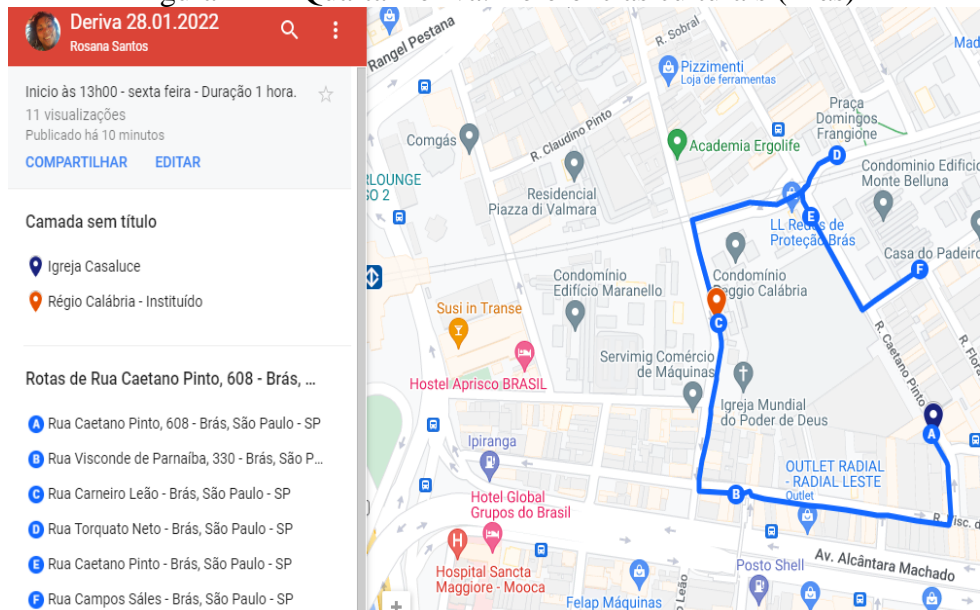 Deriva 28.01.2022
Rosana Santos
Inicio às 13h00 - sexta feira - Duração 1 hora.
11 visualizações
Publicado há 10 minutos
COMPARTILHAR EDITAR
Camada sem título
Igreja Casaluce
Régio Calábria - Instituído
Rotas de Rua Caetano Pinto, 608 - Brás, ...
A Rua Caetano Pinto, 608 - Brás, São Paulo - SP
B Rua Visconde de Parnaíba, 330 - Brás, São P...
C Rua Carneiro Leão - Brás, São Paulo - SP
D Rua Torquato Neto - Brás, São Paulo - SP
E Rua Caetano Pinto - Brás, São Paulo - SP
F Rua Campos Sáles - Brás, São Paulo - SP
Rangel Pestana
R. Sobral
Pizzimenti
Loja de ferramentas
Praça
Domingos
Frangione
Comgás
R. Claudino Pinto
Academia Ergolife
D
Condominio Edifício
Monte Belluna
Residencial
Piazza di Valmara
LL Redes de
Proteção Brás
E
Casa do Padeiro
F
Condomínio
Edifício Maranello
Condomínio
Reggio Calábria
Susi in Transe
C
Servimig Comércio
de Máquinas
R. Caetano Pinto
R. Flora
Hostel Aprisco BRASIL
Igreja Mundial
do Poder de Deus
A
Ipiranga
OUTLET RADIAL
- RADIAL LESTE
Outlet
B
Hotel Global
Grupos do Brasil
R. Visc. d
Av. Alcântara Machado
H
Hospital Sancta
Maggiore - Mooca
Posto Shell
Felap Máquinas
Leão
+